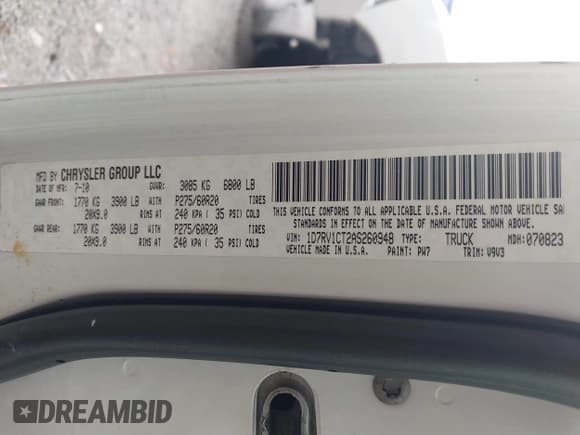 MFD BY CHRYSLER GROUP LLC
DATE OF MFR: 7-10 GVWR: 3085 KG 6800 LB
GWAR FRONT: 1770 KG 3900 LB WITH P275/60R20 TIRES
20X9.0 RIMS AT 240 KPA ( 35 PSI) COLD
GWAR REAR: 1770 KG 3900 LB WITH P275/60R20 TIRES
20X9.0 RIMS AT 240 KPA ( 35 PSI) COLD
THIS VEHICLE CONFORMS TO ALL APPLICABLE U.S.A. FEDERAL MOTOR VEHICLE SA
STANDARDS IN EFFECT ON THE DATE OF MANUFACTURE SHOWN ABOVE.
VIN: 1D7RV1CT2AS260948 TYPE: TRUCK MDH: 070823
VEHICLE MADE IN U.S.A. PAINT: PW7 TRIM: V9V3
DREAMBID